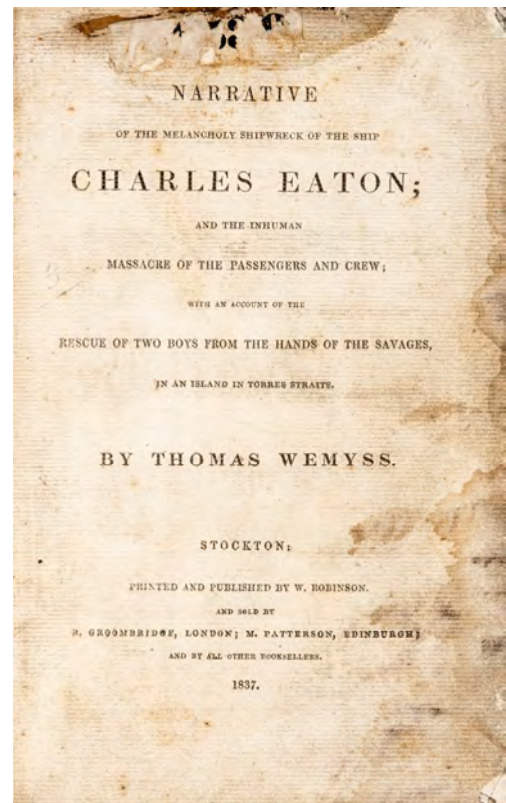 NARRATIVE
OF THE MELANCHOLY SHIPWRECK OF THE SHIP
CHARLES EATON;
AND THE INHUMAN
MASSACRE OF THE PASSENGERS AND CREW;
WITH AN ACCOUNT OF THE
RESCUE OF TWO BOYS FROM THE HANDS OF THE SAVAGES,
IN AN ISLAND IN TORRES STRAITS.
BY THOMAS WEMYSS.
STOCKTON:
PRINTED AND PUBLISHED BY W. ROBINSON.
AND SOLD BY
GROOMBRIDGE, LONDON; M. PATTERSON, EDINBURGH;
AND BY ALL OTHER BOOKSELLERS.
1837.